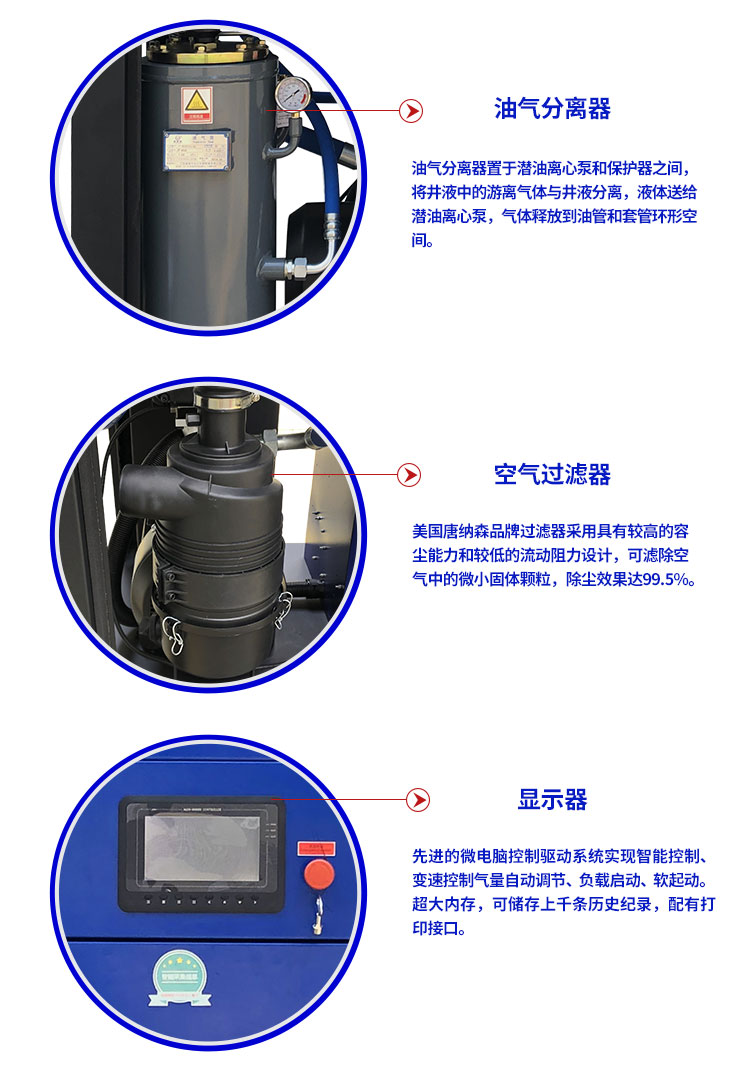 油气分离器
油气分离器置于潜油离心泵和保护器之间，
将井液中的游离气体与井液分离，液体送给
潜油离心泵，气体释放到油管和套管环形空
间。
空气过滤器
美国唐纳森品牌过滤器采用具有较高的容
尘能力和较低的流动阻力设计，可滤除空
气中的微小固体颗粒，除尘效果达99.5%。
显示器
先进的微电脑控制驱动系统实现智能控制、
变速控制气量自动调节、负载启动、软起动。
超大内存，可储存上千条历史纪录，配有打
印接口。